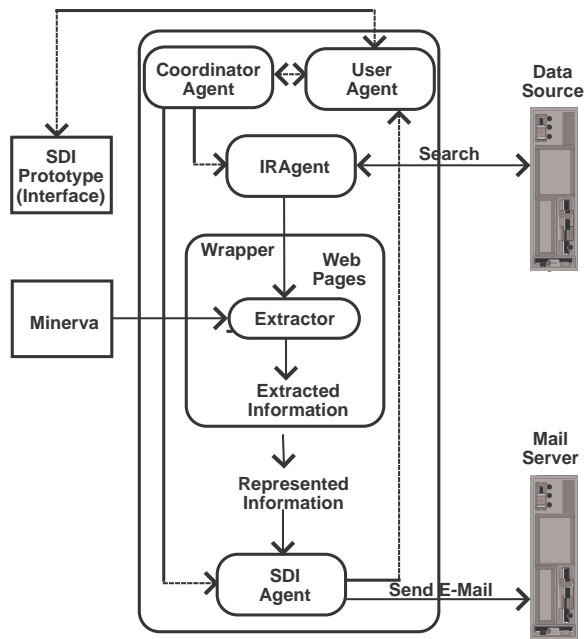 Coordinator
Agent
User
Agent
Data
Source
SDI
Prototype
(Interface)
IRAgent
Search
Wrapper
Web
Pages
Minerva
Extractor
Extracted
Information
Represented
Information
Mail
Server
SDI
Agent
Send E-Mail